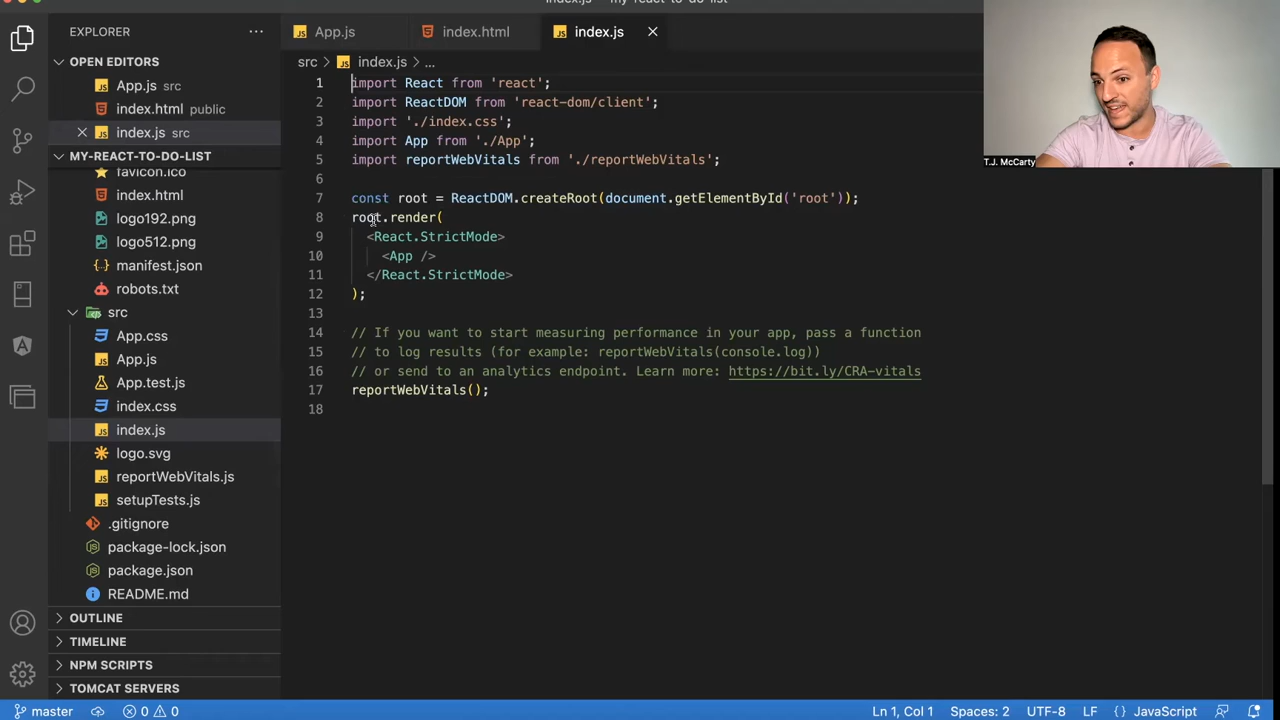 index.js — my-react-to-do-list
EXPLORER
OPEN EDITORS
App.js src
index.html public
index.js src
MY-REACT-TO-DO-LIST
favicon.ico
index.html
logo192.png
logo512.png
manifest.json
robots.txt
src
App.css
App.js
App.test.js
index.css
index.js
logo.svg
reportWebVitals.js
setupTests.js
.gitignore
package-lock.json
package.json
README.md
OUTLINE
TIMELINE
NPM SCRIPTS
TOMCAT SERVERS
App.js index.html index.js
src > index.js > ...
1 import React from 'react';
2 import ReactDOM from 'react-dom/client';
3 import './index.css';
4 import App from './App';
5 import reportWebVitals from './reportWebVitals';
6
7 const root = ReactDOM.createRoot(document.getElementById('root'));
8 root.render(
9 <React.StrictMode>
10 <App />
11 </React.StrictMode>
12 );
13
14 // If you want to start measuring performance in your app, pass a function
15 // to log results (for example: reportWebVitals(console.log))
16 // or send to an analytics endpoint. Learn more: https://bit.ly/CRA-vitals
17 reportWebVitals();
18
T.J. McCarty
master 0 0 Ln 1, Col 1 Spaces: 2 UTF-8 LF {} JavaScript